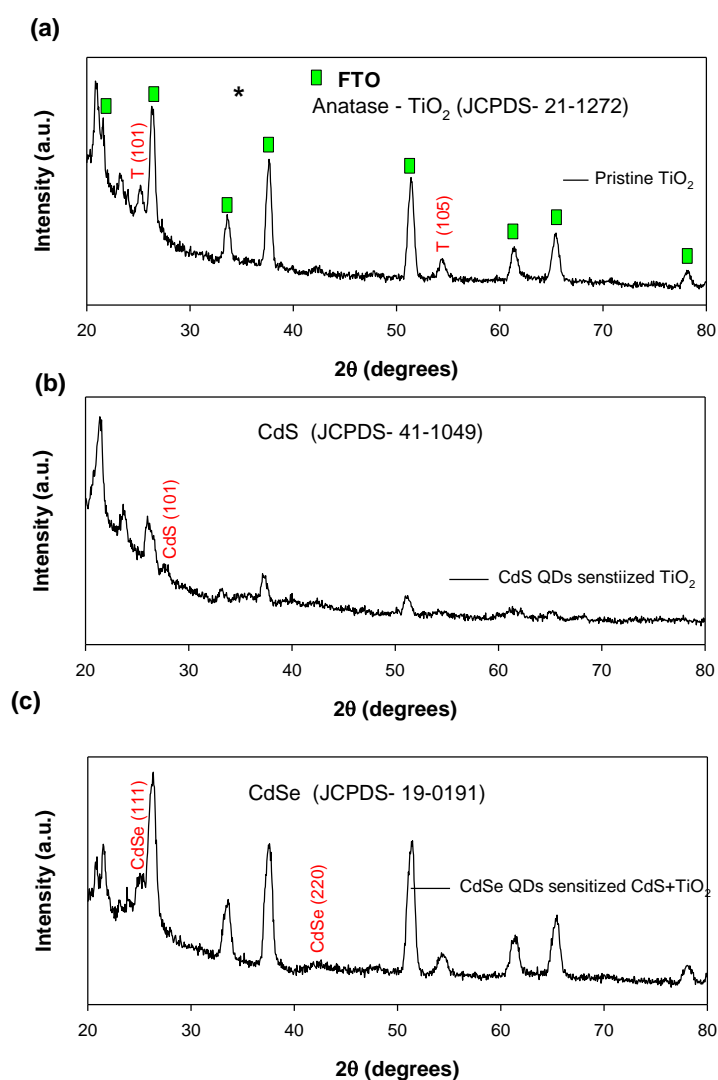 (a)
FTO
*
Anatase - TiO₂ (JCPDS- 21-1272)
T (101)
T (105)
Pristine TiO₂
Intensity (a.u.)
20 30 40 50 60 70 80
2θ (degrees)
(b)
CdS (JCPDS- 41-1049)
CdS (101)
CdS QDs senstiized TiO₂
Intensity (a.u.)
20 30 40 50 60 70 80
2θ (degrees)
(c)
CdSe (JCPDS- 19-0191)
CdSe (111)
CdSe (220)
CdSe QDs sensitized CdS+TiO₂
Intensity (a.u.)
20 30 40 50 60 70 80
2θ (degrees)